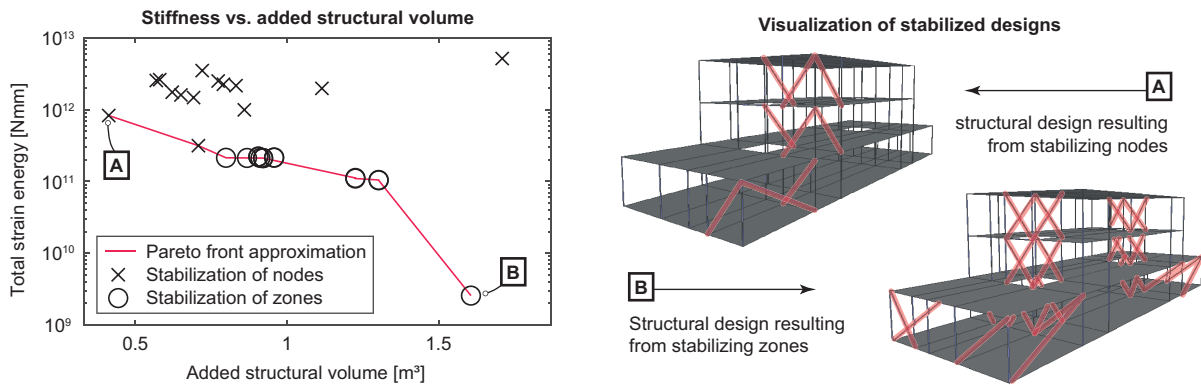 Stiffness vs. added structural volume
Total strain energy [Nmm]
10¹³
10¹²
10¹¹
10¹⁰
10⁹
A
B
Pareto front approximation
Stabilization of nodes
Stabilization of zones
0.5
1
1.5
Added structural volume [m³]
Visualization of stabilized designs
A
structural design resulting
from stabilizing nodes
B
Structural design resulting
from stabilizing zones